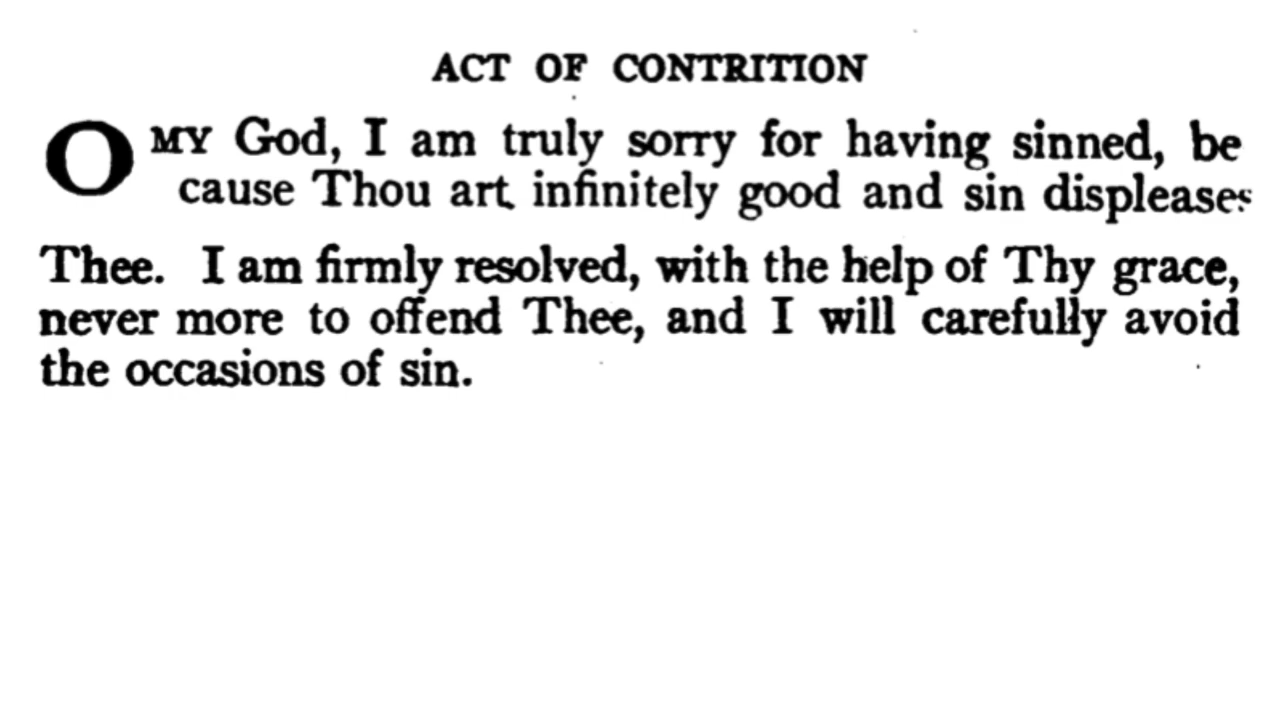 ACT OF CONTRITION
O MY God, I am truly sorry for having sinned, be
cause Thou art infinitely good and sin displeases
Thee. I am firmly resolved, with the help of Thy grace,
never more to offend Thee, and I will carefully avoid
the occasions of sin.